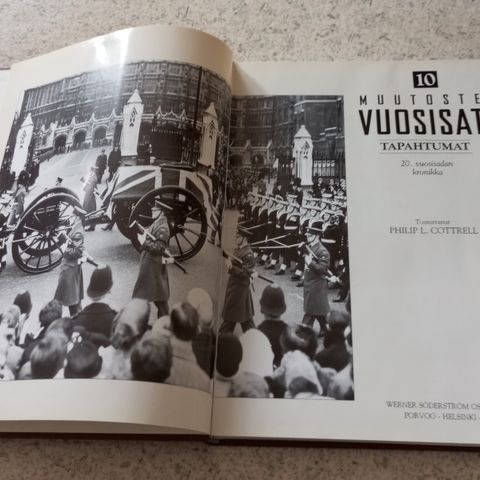 10
MUUTOSTE
VUOSISAT
TAPAHTUMAT
20. vuosisadan
kronikka
Toimittanut
PHILIP L. COTTRELL
WERNER SÖDERSTRÖM OS
PORVOO - HELSINKI -